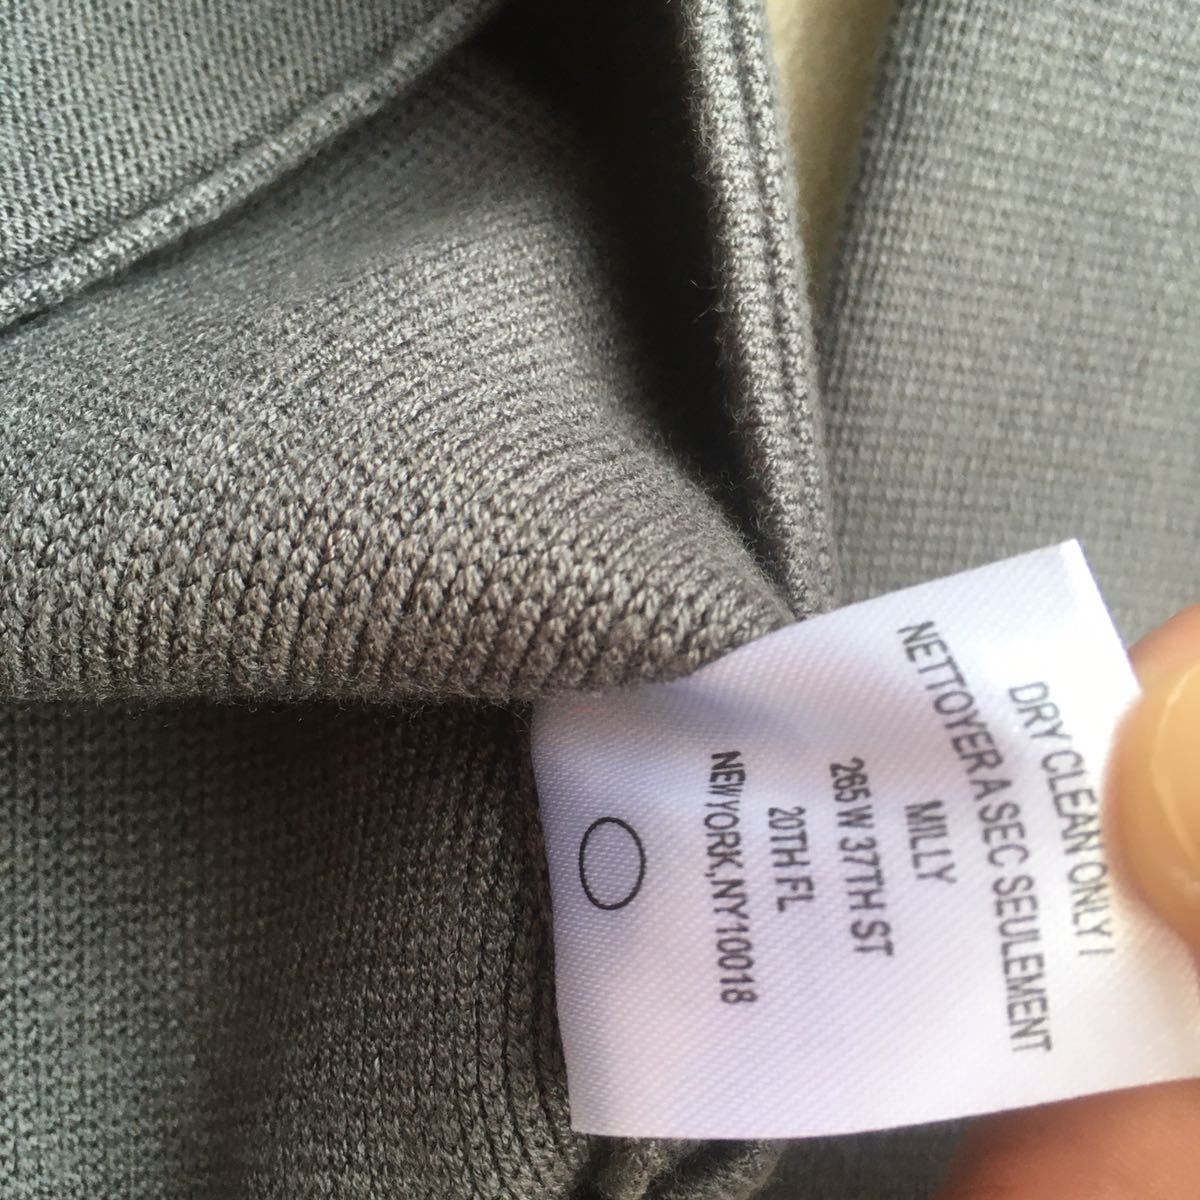 DRY CLEAN ONLY /
NETTOYER A SEC SEULEMENT
MILLY
265 W 37TH ST
20TH FL
NEW YORK, NY 10018